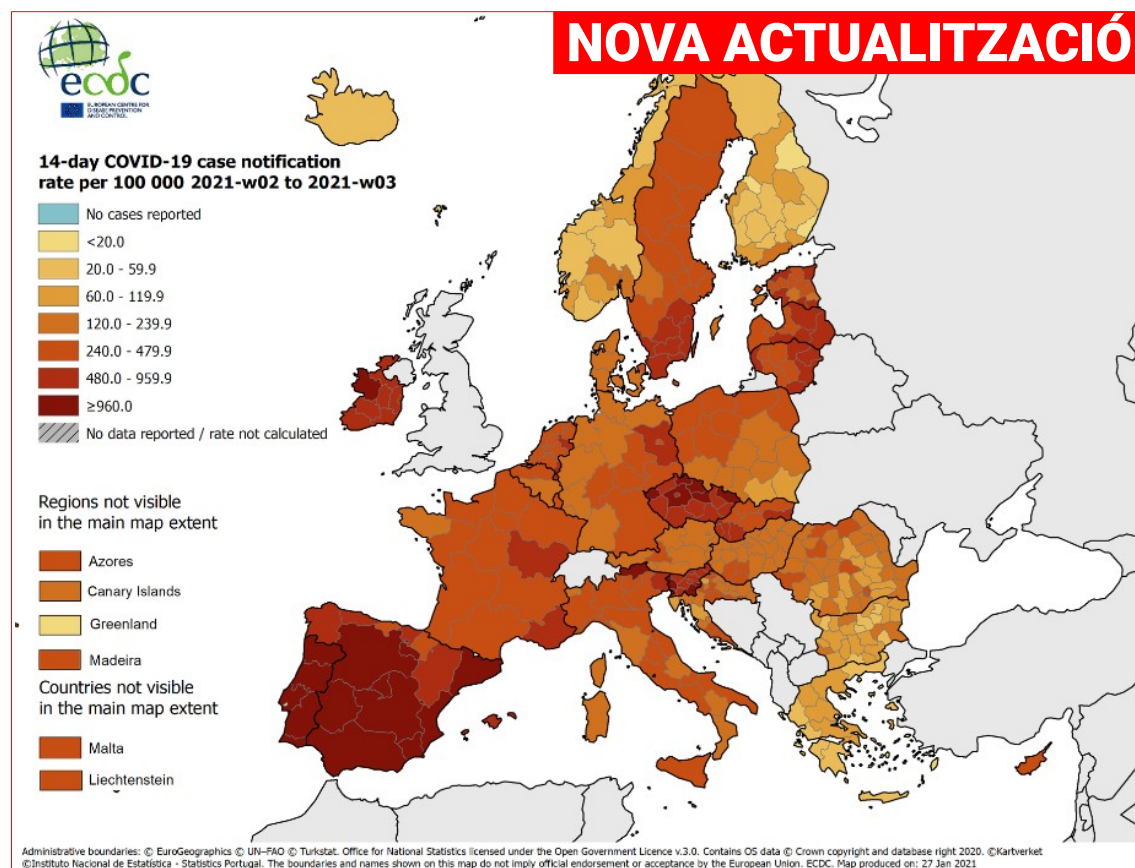 NOVA ACTUALITZACIÓ
ecdc
EUROPEAN CENTRE FOR
DISEASE PREVENTION
AND CONTROL
14-day COVID-19 case notification
rate per 100 000 2021-w02 to 2021-w03
No cases reported
<20.0
20.0 - 59.9
60.0 - 119.9
120.0 - 239.9
240.0 - 479.9
480.0 - 959.9
≥960.0
No data reported / rate not calculated
Regions not visible
in the main map extent
Azores
Canary Islands
Greenland
Madeira
Countries not visible
in the main map extent
Malta
Liechtenstein
Administrative boundaries: © EuroGeographics © UN–FAO © Turkstat. Office for National Statistics licensed under the Open Government Licence v.3.0. Contains OS data © Crown copyright and database right 2020. ©Kartverket
©Instituto Nacional de Estatística - Statistics Portugal. The boundaries and names shown on this map do not imply official endorsement or acceptance by the European Union. ECDC. Map produced on: 27 Jan 2021